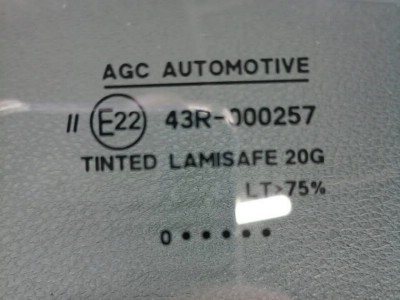 AGC AUTOMOTIVE
II E22 43R-000257
TINTED LAMISAFE 20G
LT>75%
0 • • • • •